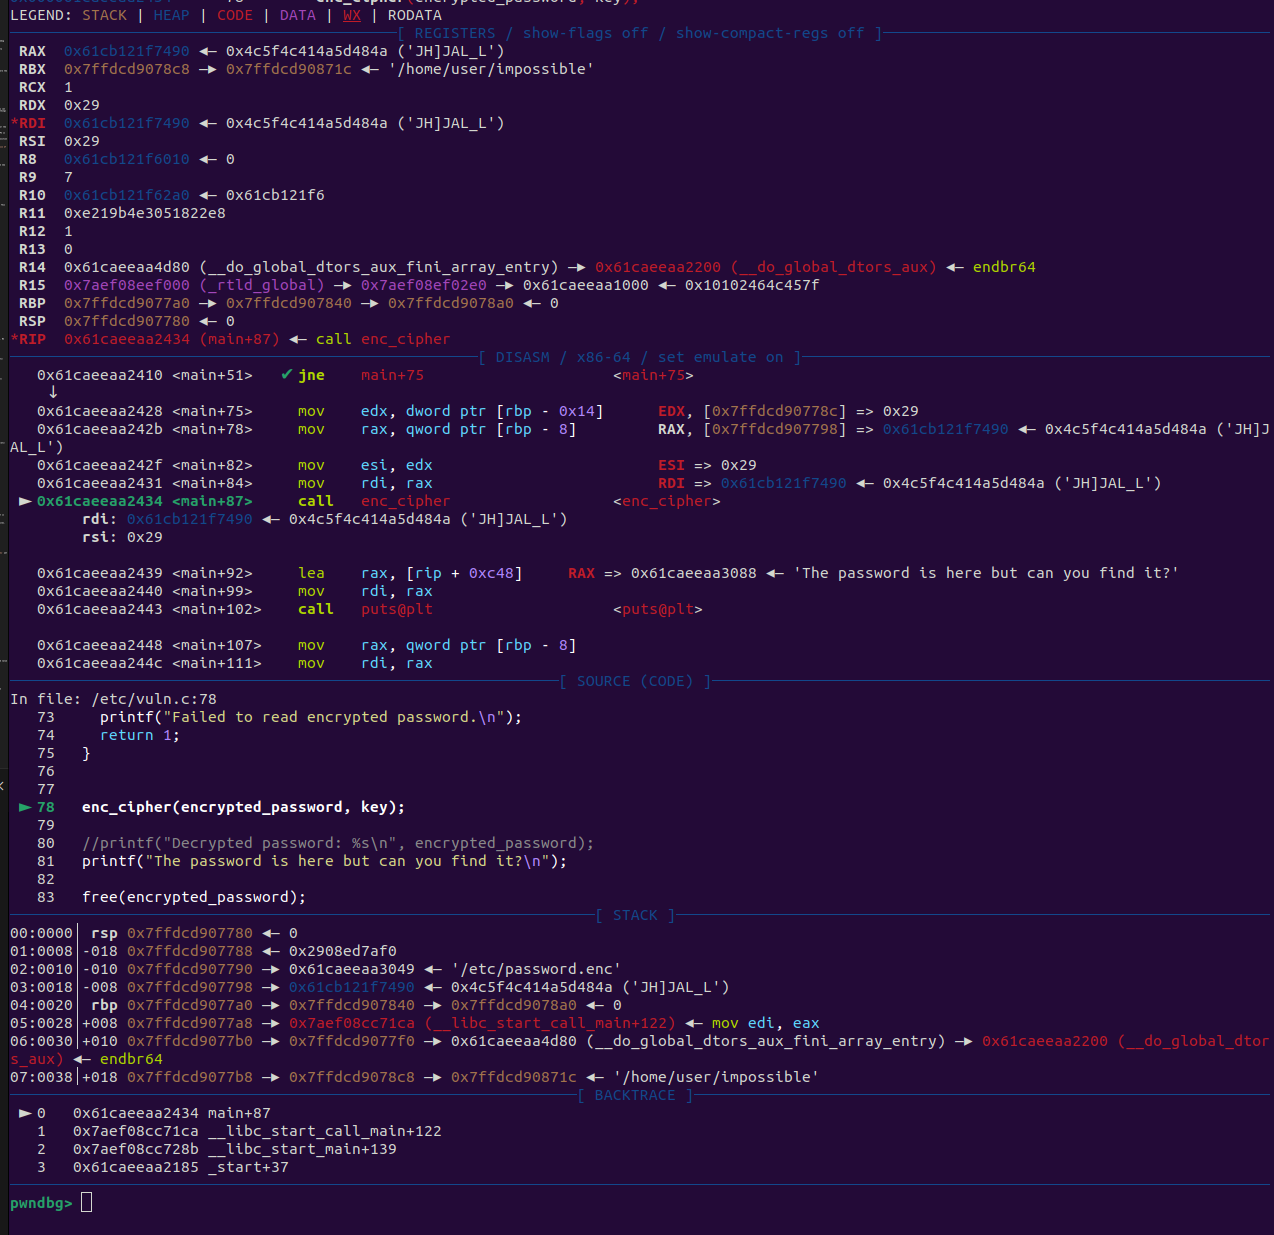 LEGEND: STACK | HEAP | CODE | DATA | WX | RODATA
[ REGISTERS / show-flags off / show-compact-regs off ]
RAX  0x61cb121f7490 ◂— 0x4c5f4c414a5d484a ('JH]JAL_L')
RBX  0x7ffdcd9078c8 —▸ 0x7ffdcd90871c ◂— '/home/user/impossible'
RCX  1
RDX  0x29
*RDI  0x61cb121f7490 ◂— 0x4c5f4c414a5d484a ('JH]JAL_L')
RSI  0x29
R8   0x61cb121f6010 ◂— 0
R9   7
R10  0x61cb121f62a0 ◂— 0x61cb121f6
R11  0xe219b4e3051822e8
R12  1
R13  0
R14  0x61caeeaa4d80 (__do_global_dtors_aux_fini_array_entry) —▸ 0x61caeeaa2200 (__do_global_dtors_aux) ◂— endbr64
R15  0x7aef08eef000 (_rtld_global) —▸ 0x7aef08ef02e0 —▸ 0x61caeeaa1000 ◂— 0x10102464c457f
RBP  0x7ffdcd9077a0 —▸ 0x7ffdcd907840 —▸ 0x7ffdcd9078a0 ◂— 0
RSP  0x7ffdcd907780 ◂— 0
*RIP  0x61caeeaa2434 (main+87) ◂— call enc_cipher
[ DISASM / x86-64 / set emulate on ]
0x61caeeaa2410 <main+51>   ✔ jne    main+75                     <main+75>
↓
0x61caeeaa2428 <main+75>     mov    edx, dword ptr [rbp - 0x14]      EDX, [0x7ffdcd90778c] => 0x29
0x61caeeaa242b <main+78>     mov    rax, qword ptr [rbp - 8]         RAX, [0x7ffdcd907798] => 0x61cb121f7490 ◂— 0x4c5f4c414a5d484a ('JH]J
AL_L')
0x61caeeaa242f <main+82>     mov    esi, edx                         ESI => 0x29
0x61caeeaa2431 <main+84>     mov    rdi, rax                         RDI => 0x61cb121f7490 ◂— 0x4c5f4c414a5d484a ('JH]JAL_L')
► 0x61caeeaa2434 <main+87>     call   enc_cipher                  <enc_cipher>
rdi: 0x61cb121f7490 ◂— 0x4c5f4c414a5d484a ('JH]JAL_L')
rsi: 0x29
0x61caeeaa2439 <main+92>     lea    rax, [rip + 0xc48]     RAX => 0x61caeeaa3088 ◂— 'The password is here but can you find it?'
0x61caeeaa2440 <main+99>     mov    rdi, rax
0x61caeeaa2443 <main+102>    call   puts@plt                    <puts@plt>
0x61caeeaa2448 <main+107>    mov    rax, qword ptr [rbp - 8]
0x61caeeaa244c <main+111>    mov    rdi, rax
[ SOURCE (CODE) ]
In file: /etc/vuln.c:78
73     printf("Failed to read encrypted password.\n");
74     return 1;
75   }
76
77
► 78   enc_cipher(encrypted_password, key);
79
80   //printf("Decrypted password: %s\n", encrypted_password);
81   printf("The password is here but can you find it?\n");
82
83   free(encrypted_password);
[ STACK ]
00:0000│ rsp 0x7ffdcd907780 ◂— 0
01:0008│-018 0x7ffdcd907788 ◂— 0x2908ed7af0
02:0010│-010 0x7ffdcd907790 —▸ 0x61caeeaa3049 ◂— '/etc/password.enc'
03:0018│-008 0x7ffdcd907798 —▸ 0x61cb121f7490 ◂— 0x4c5f4c414a5d484a ('JH]JAL_L')
04:0020│ rbp 0x7ffdcd9077a0 —▸ 0x7ffdcd907840 —▸ 0x7ffdcd9078a0 ◂— 0
05:0028│+008 0x7ffdcd9077a8 —▸ 0x7aef08cc71ca (__libc_start_call_main+122) ◂— mov edi, eax
06:0030│+010 0x7ffdcd9077b0 —▸ 0x7ffdcd9077f0 —▸ 0x61caeeaa4d80 (__do_global_dtors_aux_fini_array_entry) —▸ 0x61caeeaa2200 (__do_global_dtor
s_aux) ◂— endbr64
07:0038│+018 0x7ffdcd9077b8 —▸ 0x7ffdcd9078c8 —▸ 0x7ffdcd90871c ◂— '/home/user/impossible'
[ BACKTRACE ]
► 0   0x61caeeaa2434 main+87
1   0x7aef08cc71ca __libc_start_call_main+122
2   0x7aef08cc728b __libc_start_main+139
3   0x61caeeaa2185 _start+37
pwndbg>